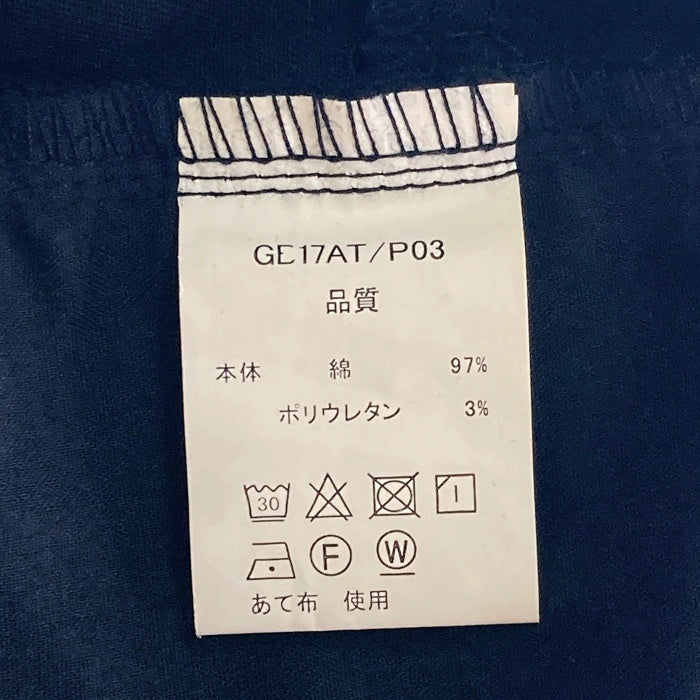 GE17AT/P03
品質
本体 綿 97%
ポリウレタン 3%
30
F W
あて布 使用